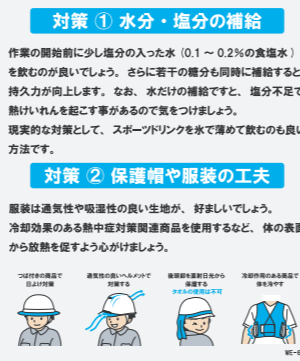 対策 ① 水分・塩分の補給
作業の開始前に少し塩分の入った水（0.1 ～ 0.2％の食塩水）
を飲むのが良いでしょう。さらに若干の糖分も同時に補給すると
持久力が向上します。なお、水だけの補給ですと、塩分不足で
熱けいれんを起こす事があるので気をつけましょう。
現実的な対策として、スポーツドリンクを氷で薄めて飲むのも良い
方法です。
対策 ② 保護帽や服装の工夫
服装は通気性や吸湿性の良い生地が、好ましいでしょう。
冷却効果のある熱中症対策関連商品を使用するなど、体の表面
から放熱を促すよう心がけましょう。
つば付きの商品で
日よけ対策
通気性の良いヘルメットで
対策する
後頭部を直射日光から
保護する
タオルの使用は不可
冷却作用のある商品で
体を冷やす